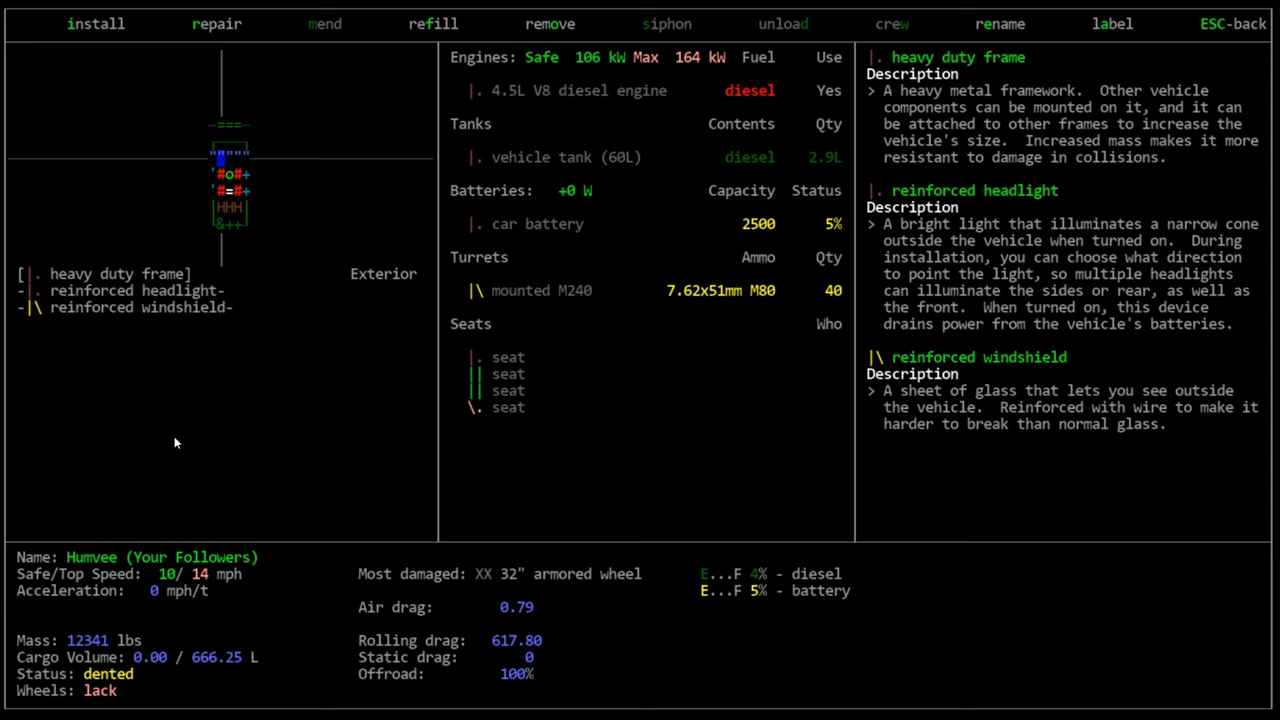 install repair mend refill remove siphon unload crew rename label ESC-back
Engines: Safe 106 kW Max 164 kW Fuel Use
|. 4.5L V8 diesel engine diesel Yes
Tanks Contents Qty
|. vehicle tank (60L) diesel 2.9L
Batteries: +0 W Capacity Status
|. car battery 2500 5%
Turrets Ammo Qty
|\ mounted M240 7.62x51mm M80 40
Seats Who
|. seat
|| seat
|| seat
\. seat
|. heavy duty frame
Description
> A heavy metal framework. Other vehicle
components can be mounted on it, and it can
be attached to other frames to increase the
vehicle's size. Increased mass makes it more
resistant to damage in collisions.
|. reinforced headlight
Description
> A bright light that illuminates a narrow cone
outside the vehicle when turned on. During
installation, you can choose what direction
to point the light, so multiple headlights
can illuminate the sides or rear, as well as
the front. When turned on, this device
drains power from the vehicle's batteries.
|\ reinforced windshield
Description
> A sheet of glass that lets you see outside
the vehicle. Reinforced with wire to make it
harder to break than normal glass.
[|. heavy duty frame] Exterior
-|. reinforced headlight-
-|\ reinforced windshield-
Name: Humvee (Your Followers)
Safe/Top Speed: 10/ 14 mph
Acceleration: 0 mph/t
Mass: 12341 lbs
Cargo Volume: 0.00 / 666.25 L
Status: dented
Wheels: lack
Most damaged: XX 32" armored wheel
Air drag: 0.79
Rolling drag: 617.80
Static drag: 0
Offroad: 100%
E...F 4% - diesel
E...F 5% - battery